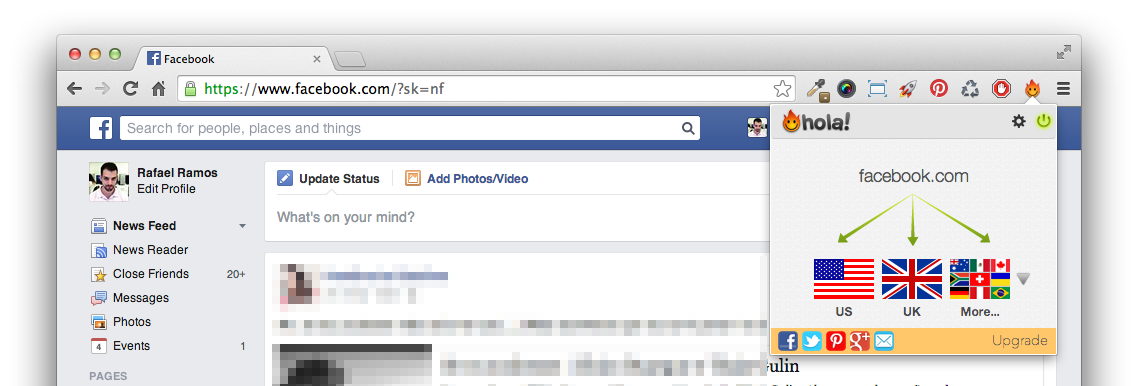 Facebook
https://www.facebook.com/?sk=nf
Search for people, places and things
hola!
Rafael Ramos
Edit Profile
Update Status
Add Photos/Video
facebook.com
What's on your mind?
News Feed
News Reader
Close Friends 20+
Messages
Photos
Events 1
4
US UK More...
Upgrade
PAGES